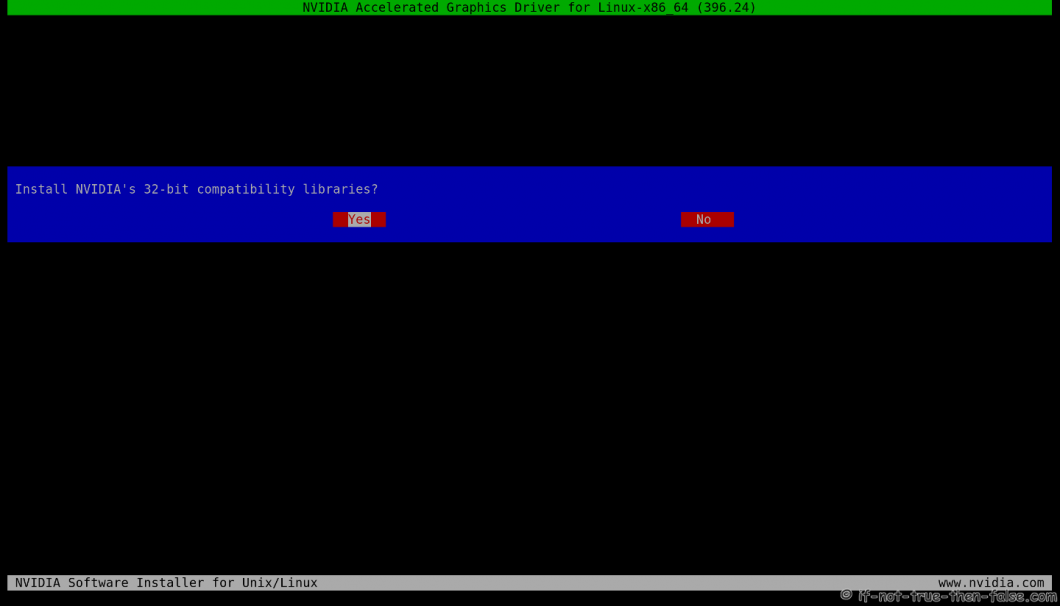 NVIDIA Accelerated Graphics Driver for Linux-x86_64 (396.24)
Install NVIDIA's 32-bit compatibility libraries?
Yes No
NVIDIA Software Installer for Unix/Linux www.nvidia.com
© if-not-true-then-false.com